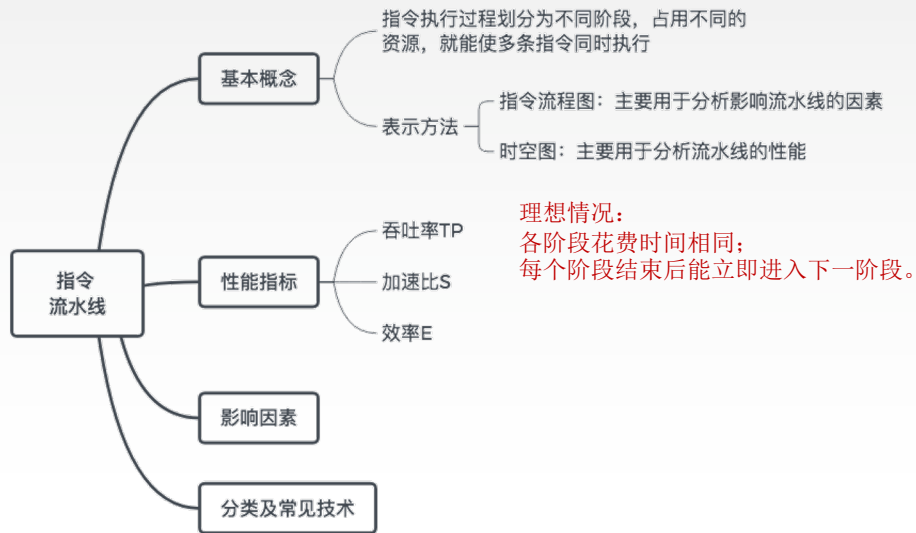 指令执行过程划分为不同阶段，占用不同的
资源，就能使多条指令同时执行
基本概念
表示方法
指令流程图：主要用于分析影响流水线的因素
时空图：主要用于分析流水线的性能
理想情况：
各阶段花费时间相同；
每个阶段结束后能立即进入下一阶段。
吞吐率TP
指令
流水线
性能指标
加速比S
效率E
影响因素
分类及常见技术